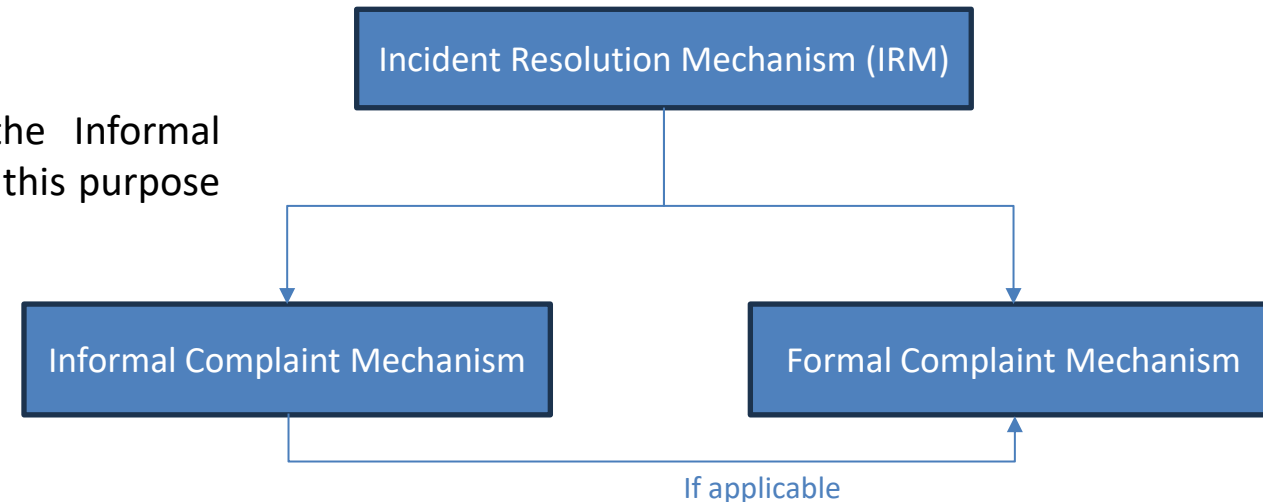 Incident Resolution Mechanism (IRM)
the Informal
this purpose
Informal Complaint Mechanism
Formal Complaint Mechanism
If applicable